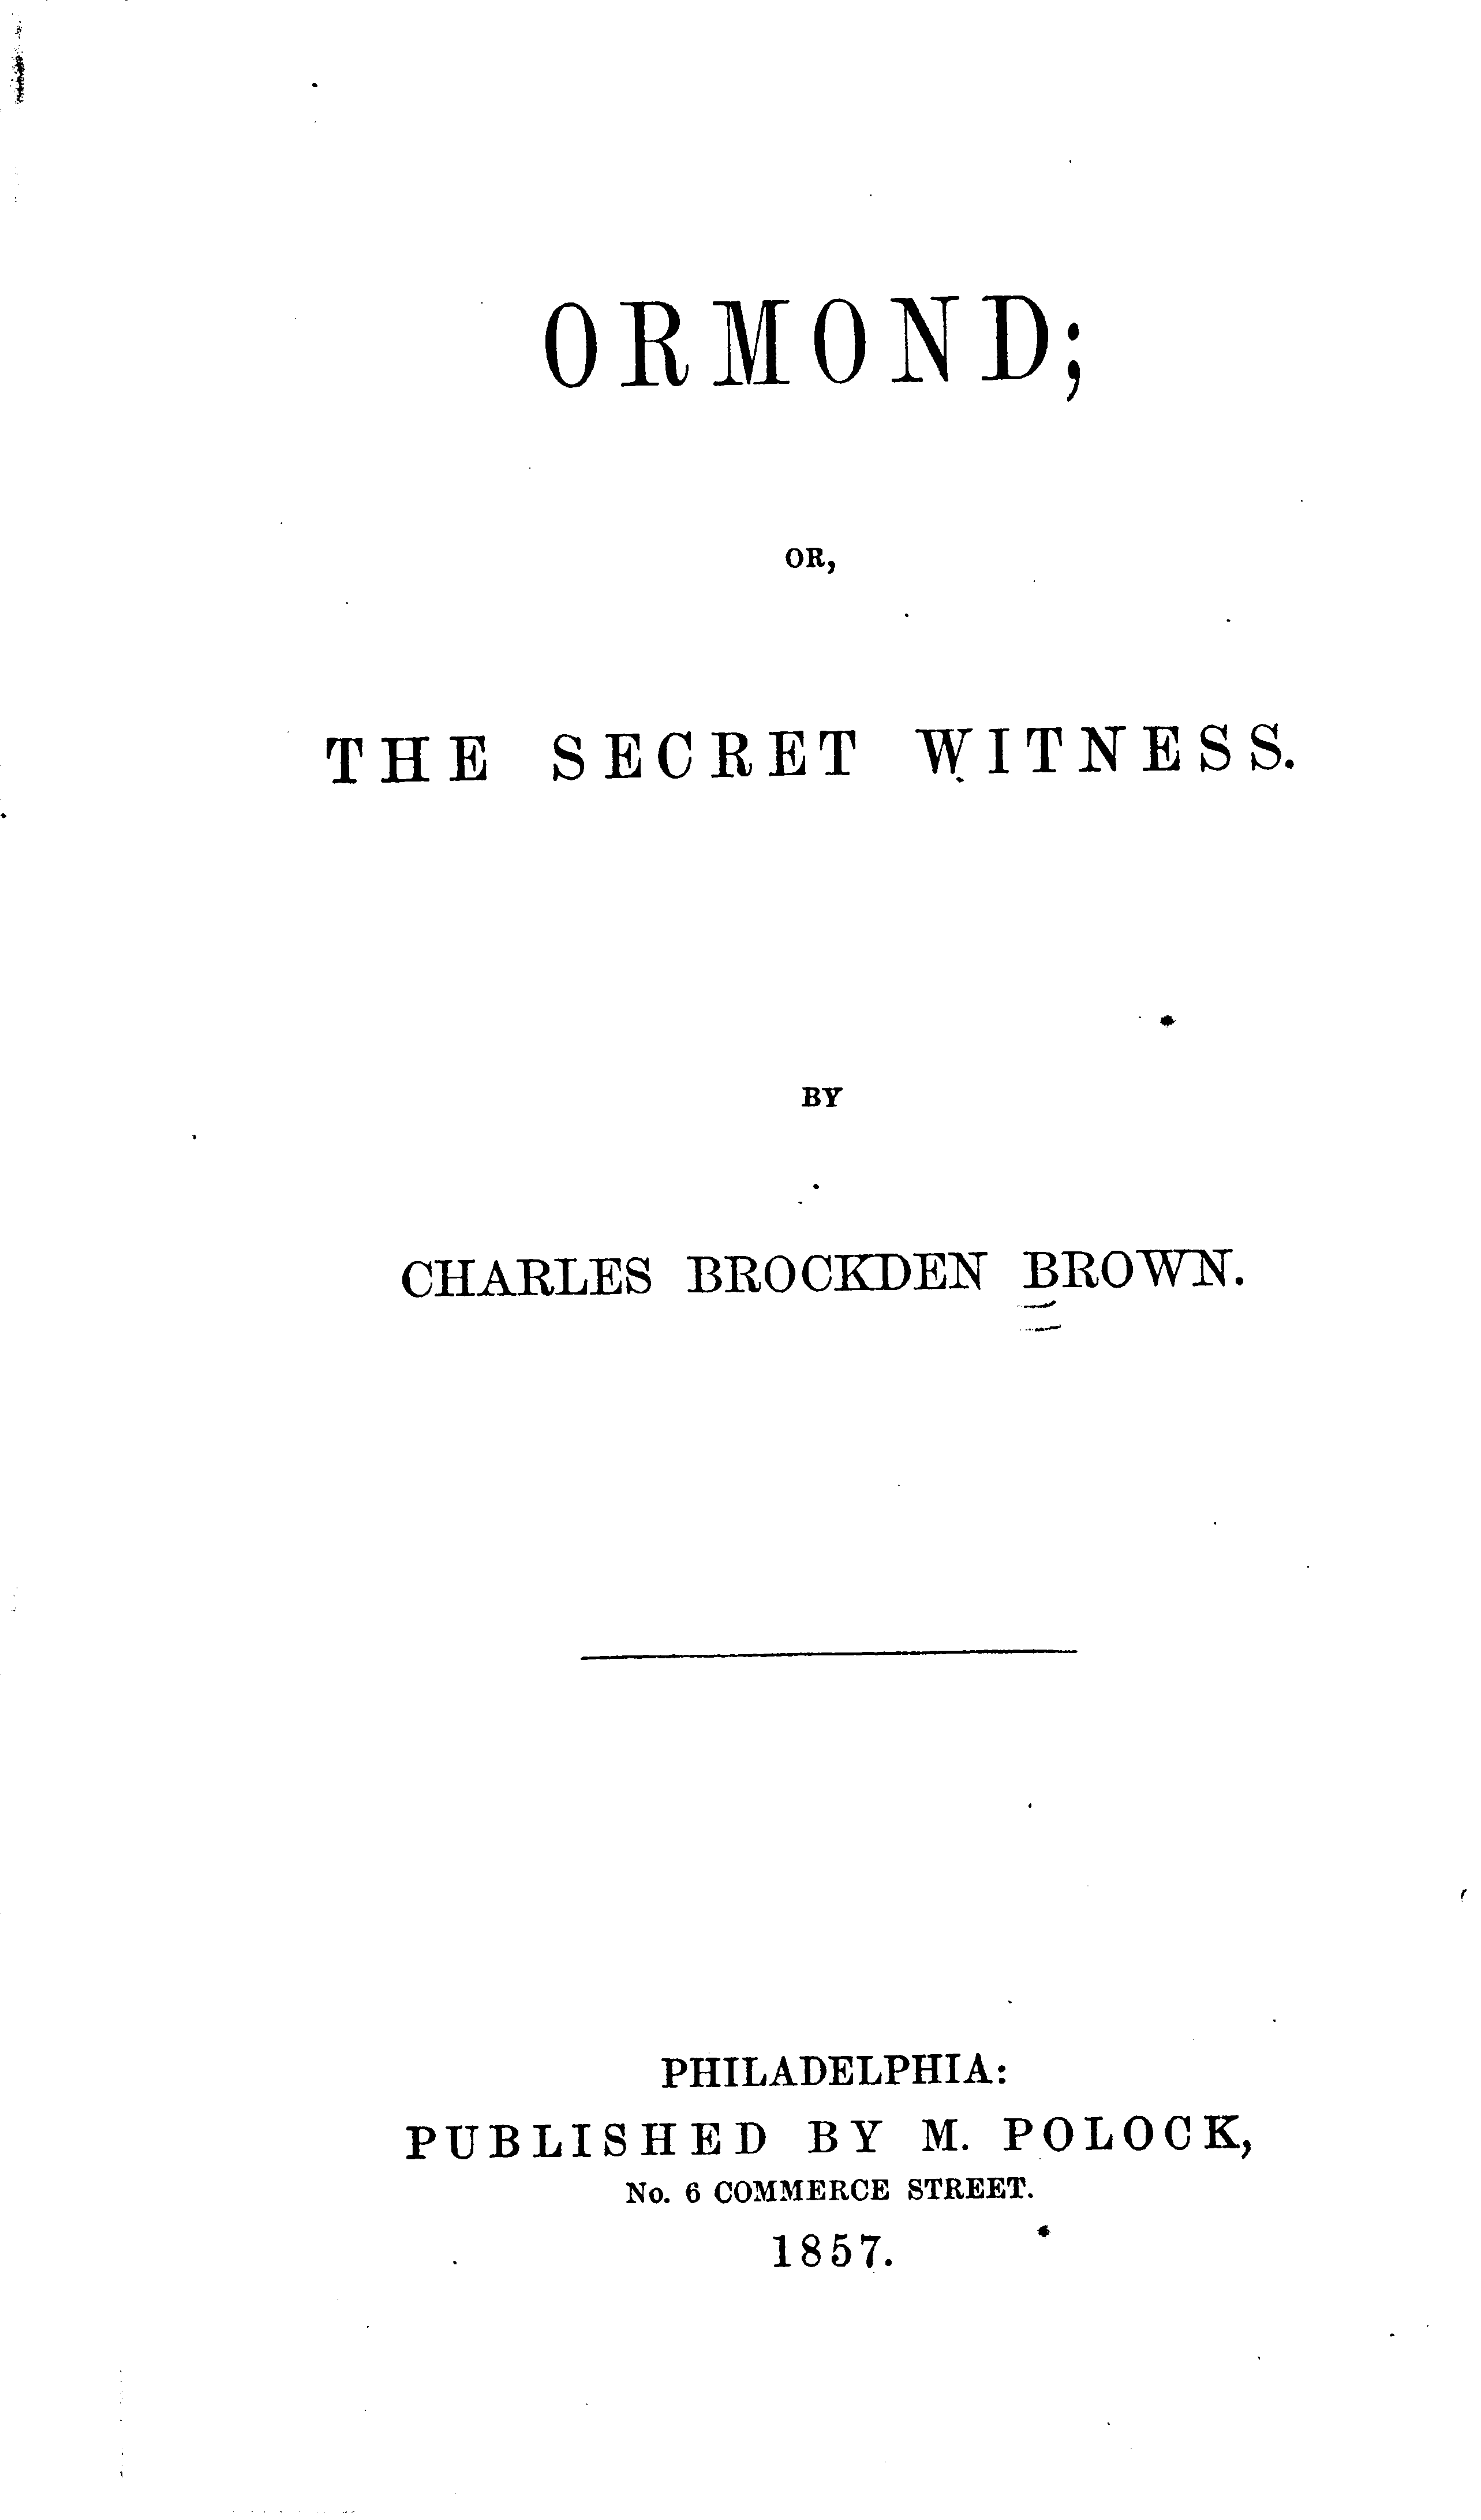 ORMOND;
OR,
THE SECRET WITNESS.
BY
CHARLES BROCKDEN BROWN.
PHILADELPHIA:
PUBLISHED BY M. POLOCK,
No. 6 COMMERCE STREET.
1857.